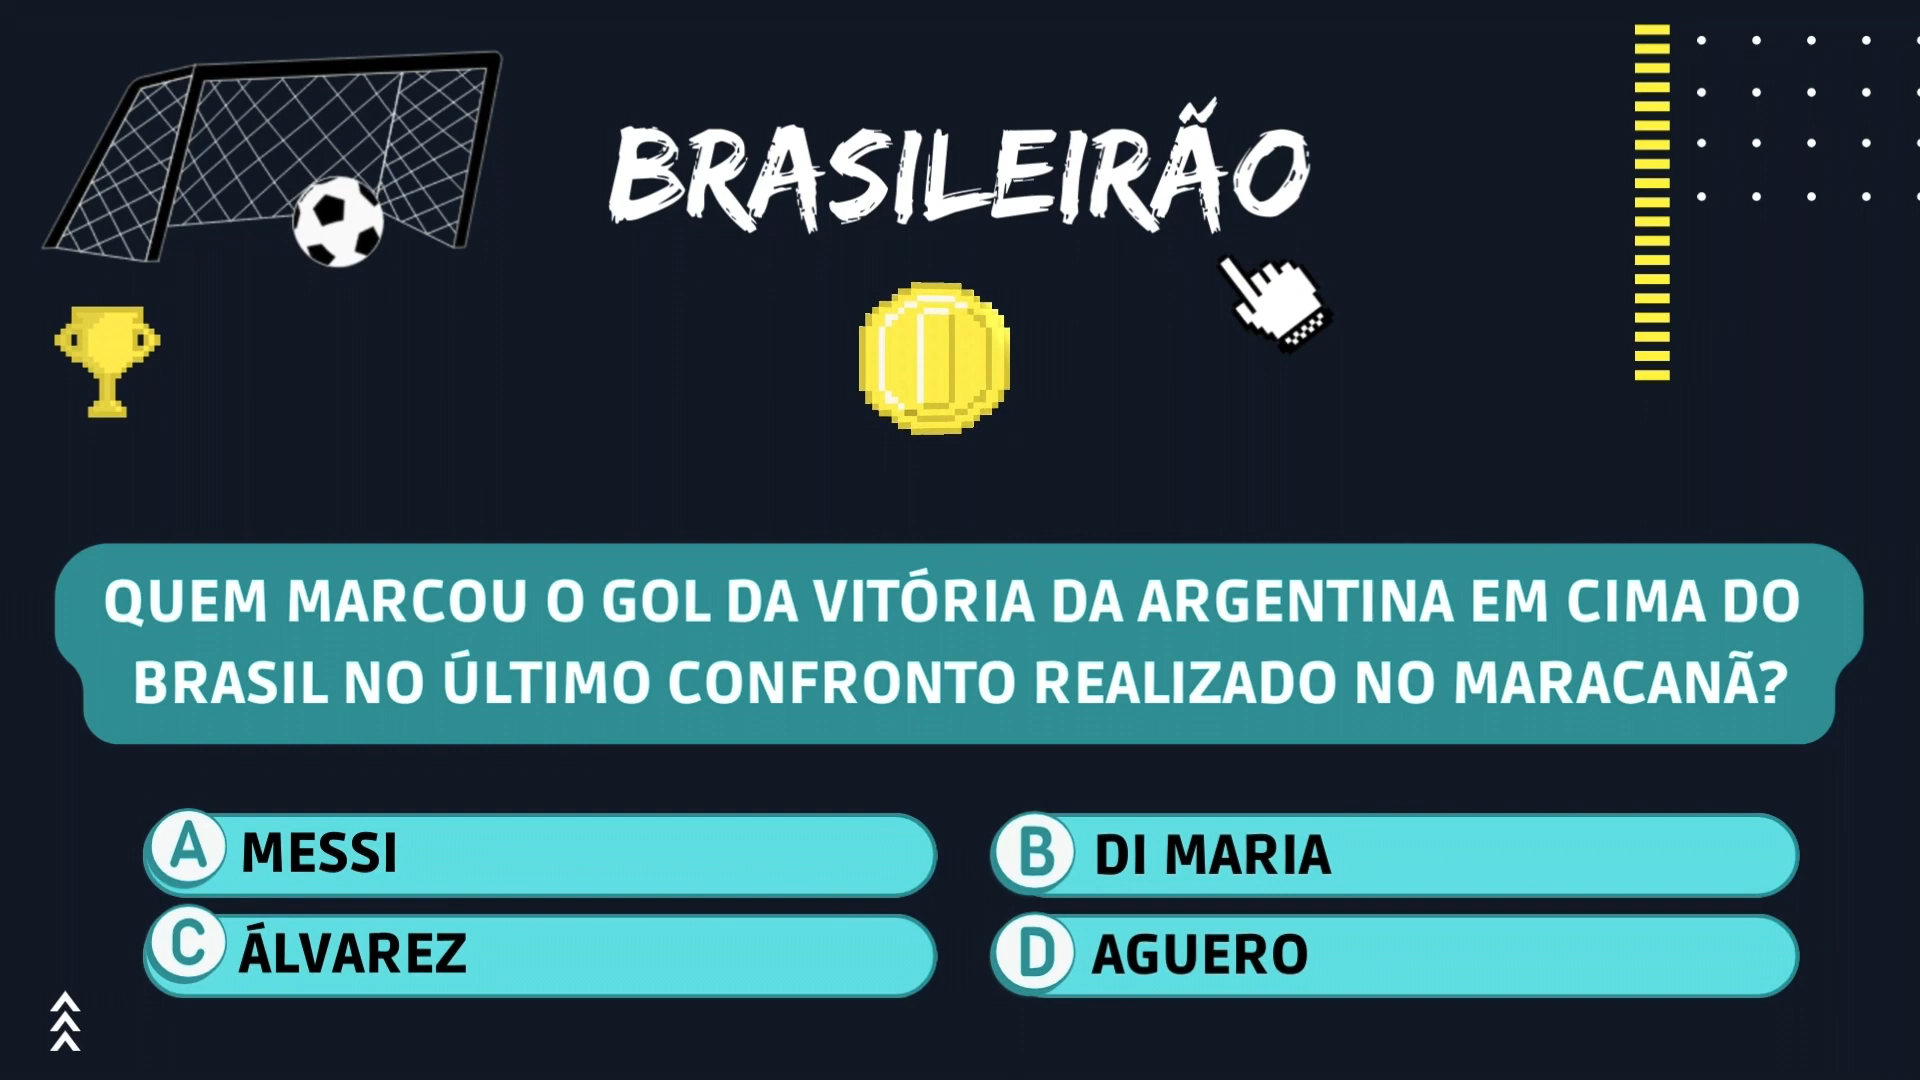 BRASILEIRÃO
QUEM MARCOU O GOL DA VITÓRIA DA ARGENTINA EM CIMA DO
BRASIL NO ÚLTIMO CONFRONTO REALIZADO NO MARACANÃ?
A MESSI
B DI MARIA
C ÁLVAREZ
D AGUERO